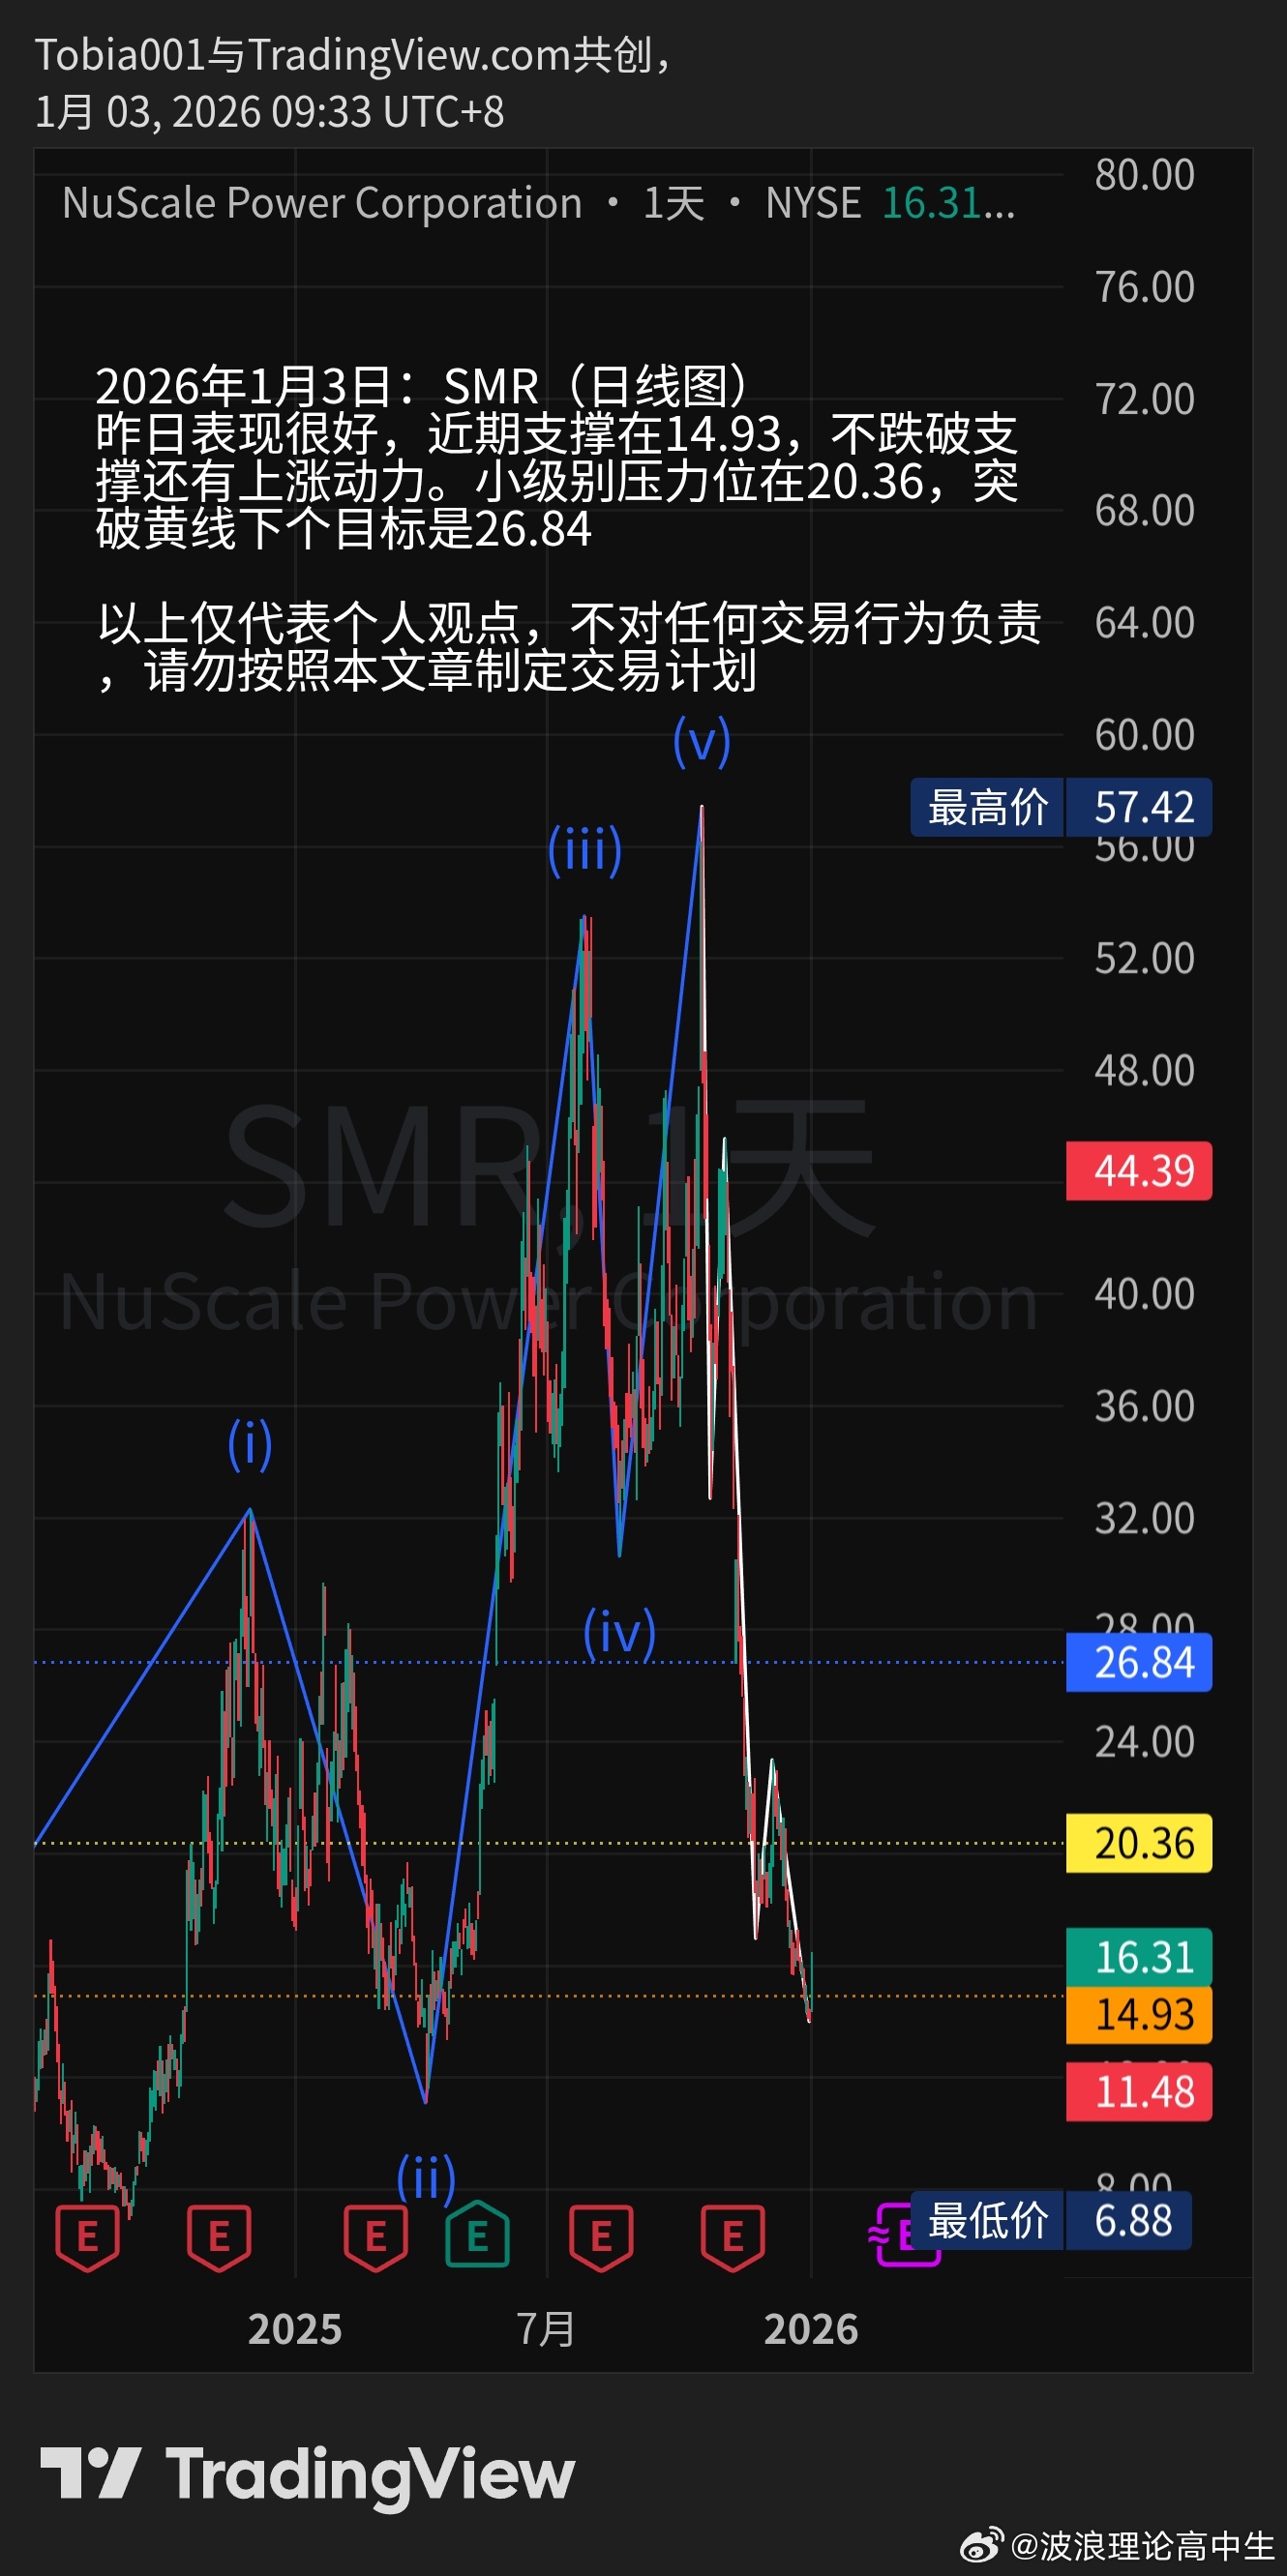 Tobia001与TradingView.com共创，
1月 03, 2026 09:33 UTC+8
NuScale Power Corporation · 1天 · NYSE 16.31...
2026年1月3日：SMR（日线图）
昨日表现很好，近期支撑在14.93，不跌破支
撑还有上涨动力。小级别压力位在20.36，突
破黄线下个目标是26.84
以上仅代表个人观点，不对任何交易行为负责
，请勿按照本文章制定交易计划
80.00
76.00
72.00
68.00
64.00
60.00
最高价 57.42
56.00
52.00
48.00
44.39
40.00
36.00
32.00
28.00
26.84
24.00
20.36
16.31
14.93
11.48
8.00
最低价 6.88
(v)
(iii)
(i)
(iv)
(ii)
SMR, 1天
NuScale Power Corporation
E E E E E E E
2025 7月 2026
TradingView
@波浪理论高中生